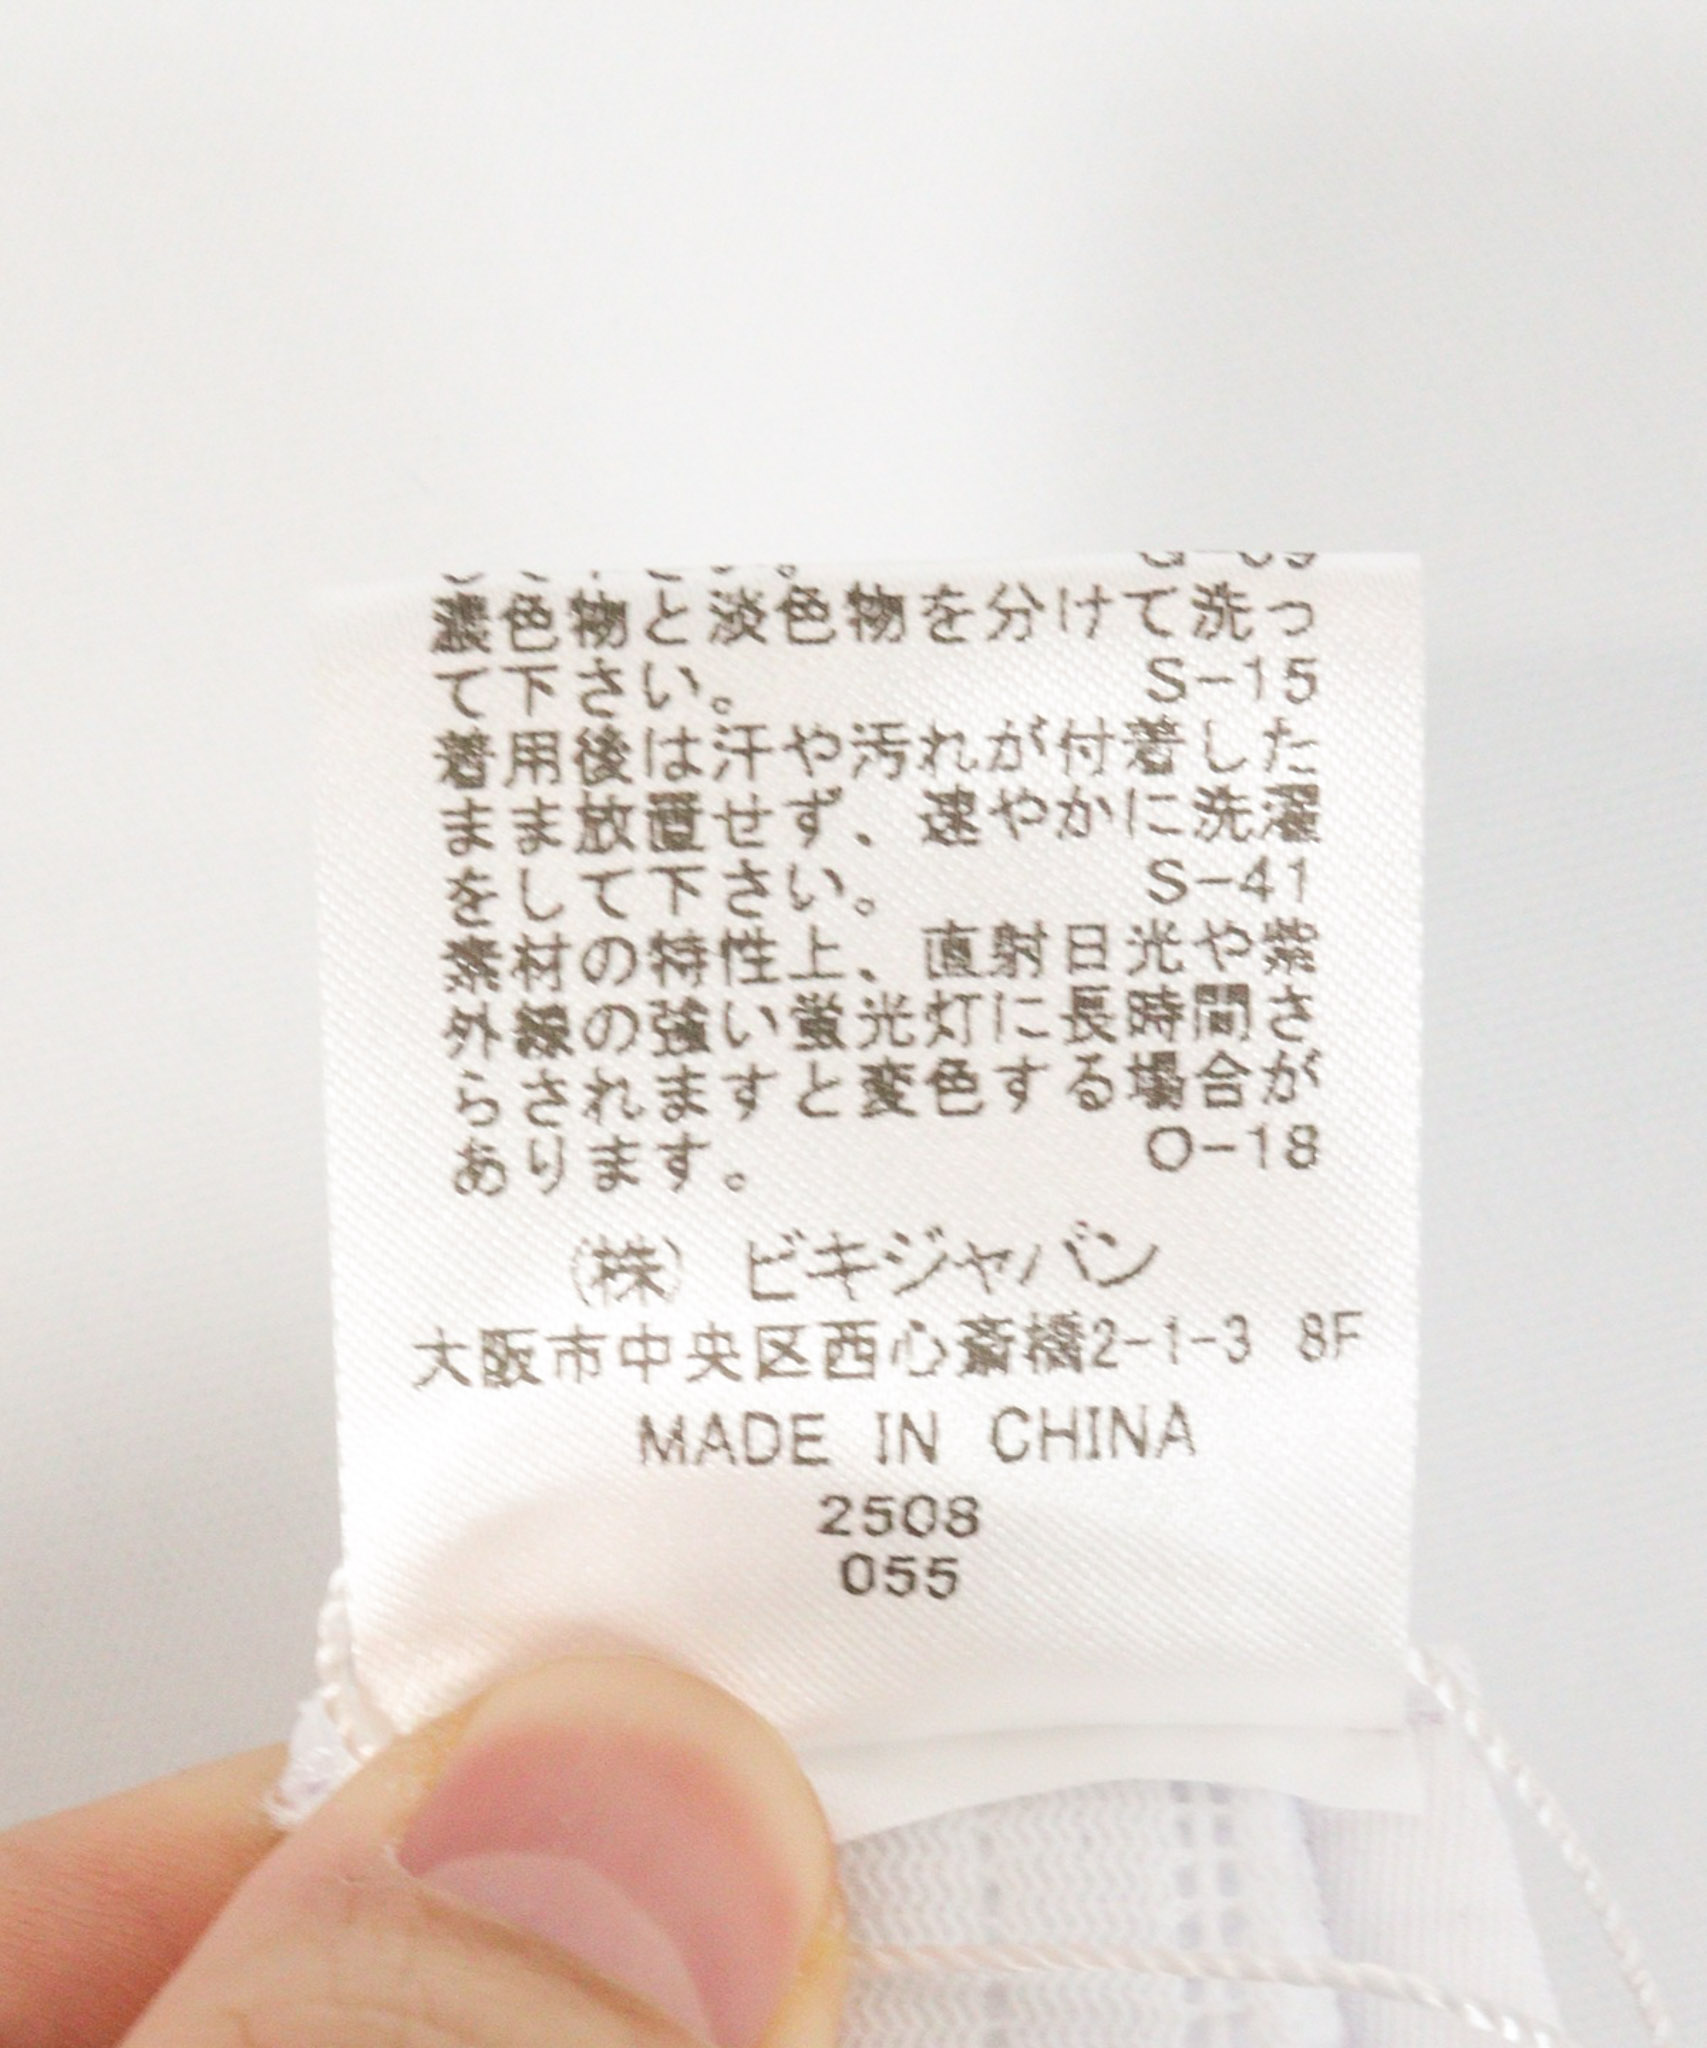 濃色物と淡色物を分けて洗っ
て下さい。 S-15
着用後は汗や汚れが付着した
まま放置せず、速やかに洗濯
をして下さい。 S-41
素材の特性上、直射日光や紫
外線の強い蛍光灯に長時間さ
らされますと変色する場合が
あります。 O-18
(株) ビキジャパン
大阪市中央区西心斎橋2-1-3 8F
MADE IN CHINA
2508
055